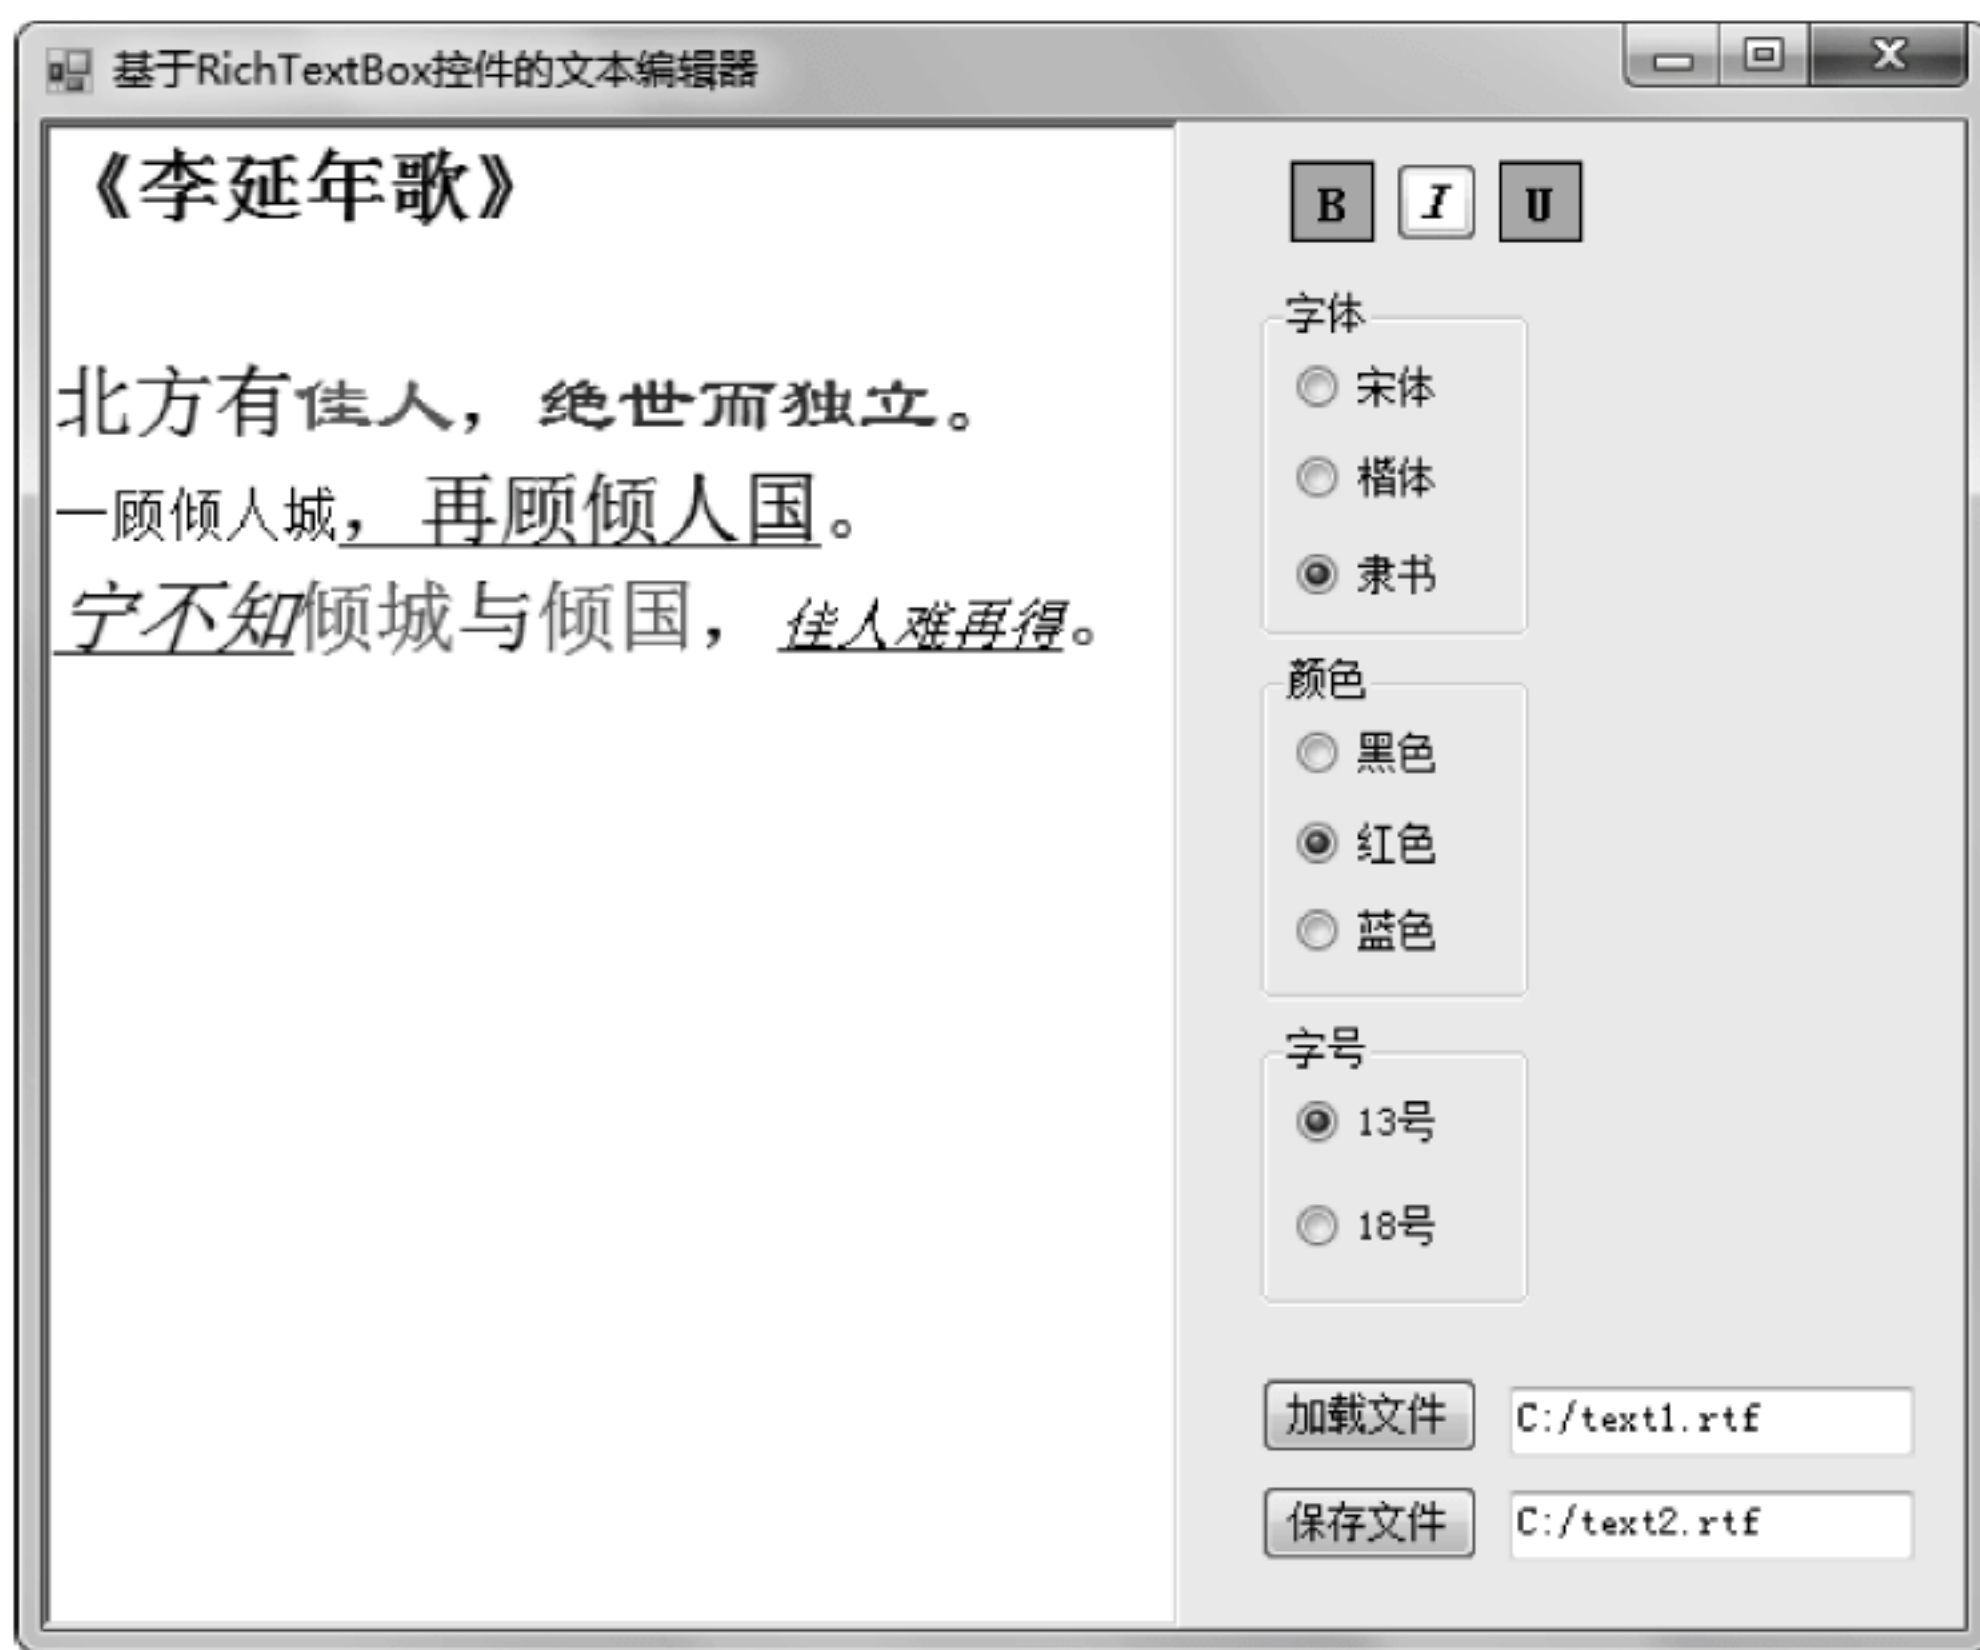 基于RichTextBox控件的文本编辑器
《李延年歌》
北方有佳人，绝世而独立。
一顾倾人城，再顾倾人国。
宁不知倾城与倾国，佳人难再得。
B I U
字体
宋体
楷体
隶书
颜色
黑色
红色
蓝色
字号
13号
18号
加载文件 C:/text1.rtf
保存文件 C:/text2.rtf